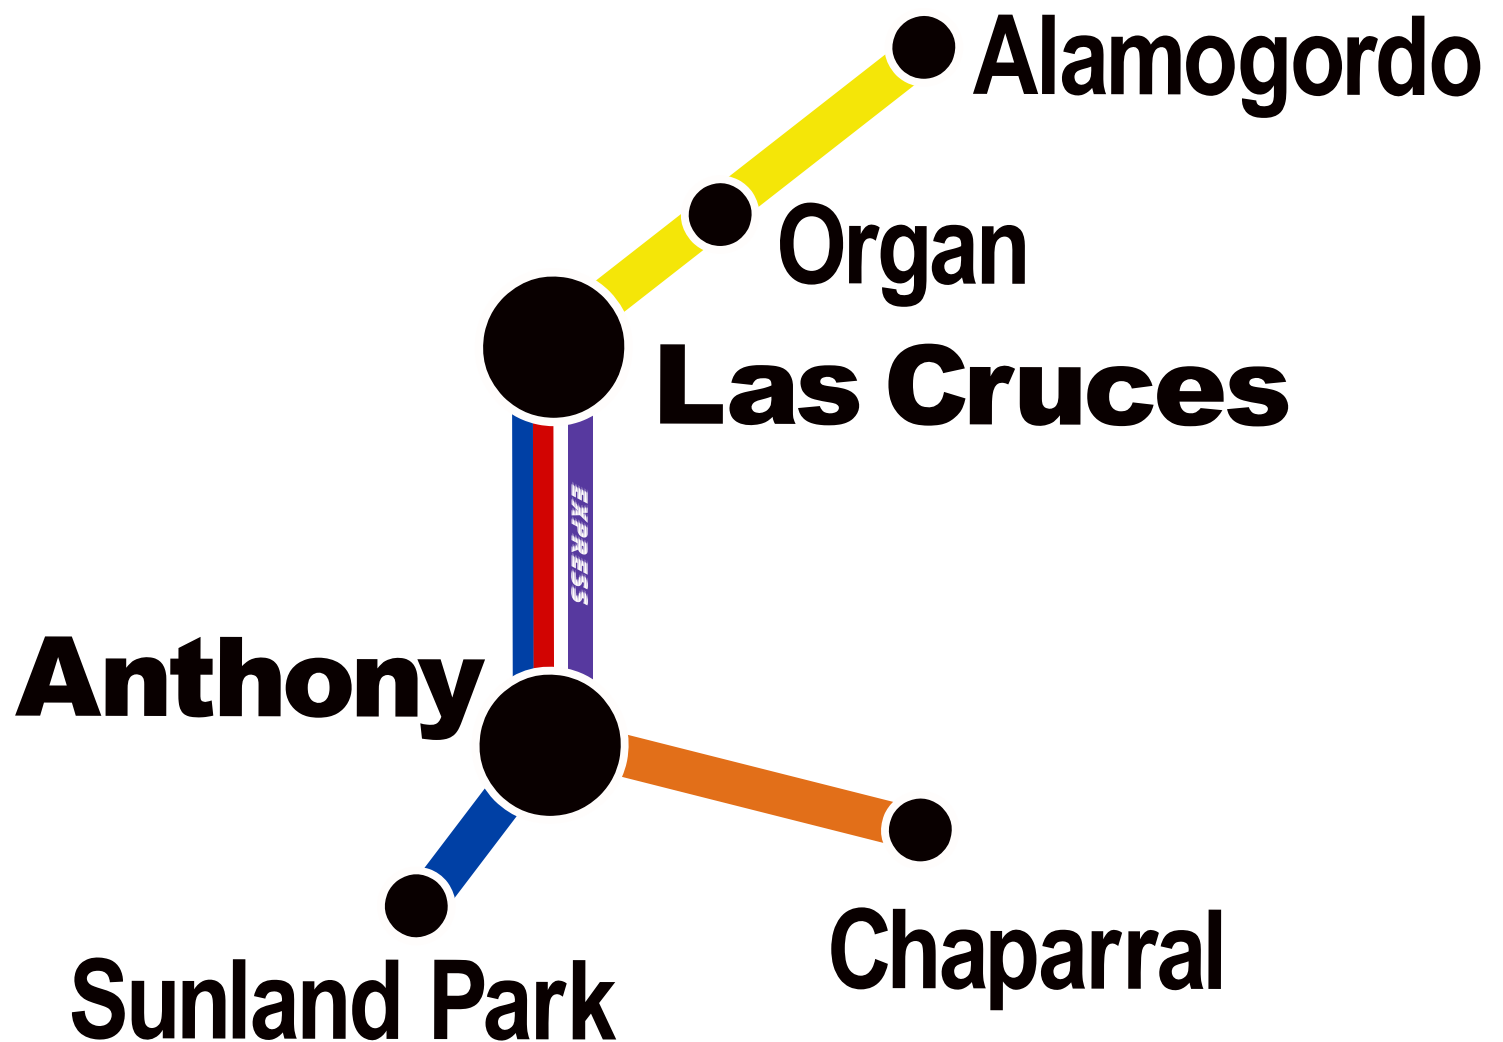 Alamogordo
Organ
Las Cruces
EXPRESS
Anthony
Chaparral
Sunland Park